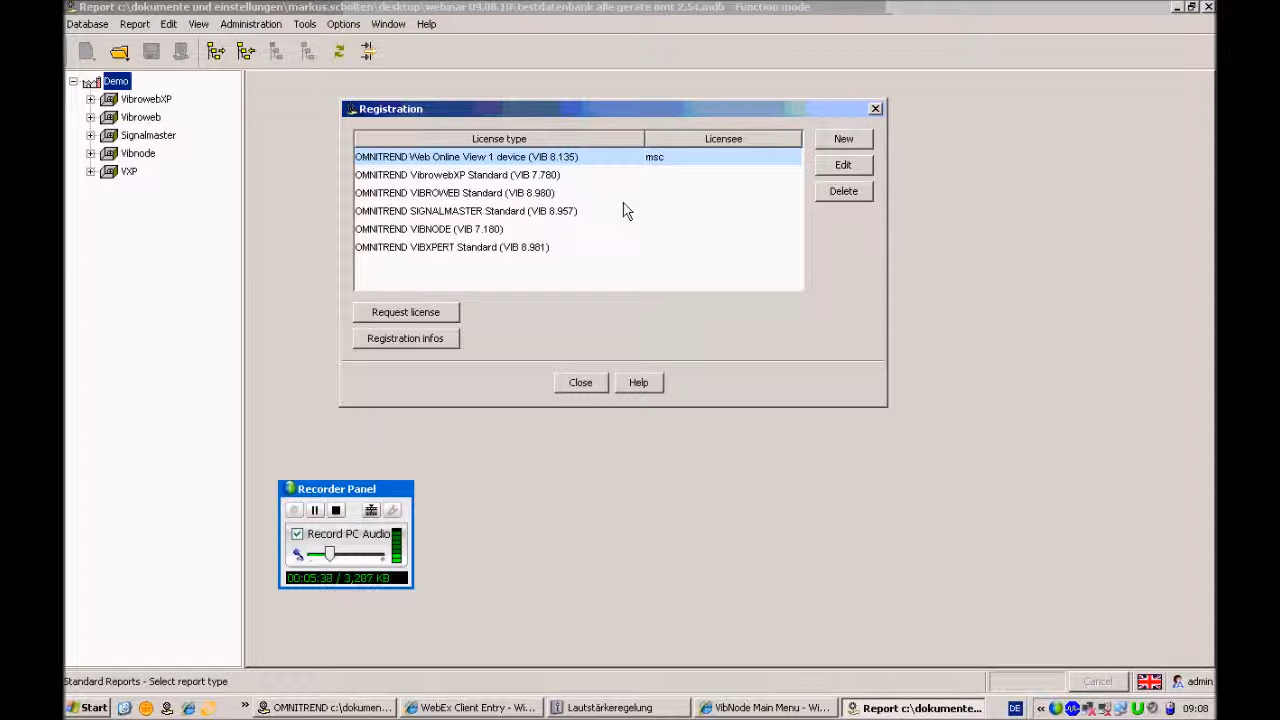 Report c:\dokumente und einstellungen\markus.scholten\desktop\webinar 09.08.10\testdatenbank alle geräte omt 2.54.mdb - Function mode
Database Report Edit View Administration Tools Options Window Help
Demo
VibrowebXP
Vibroweb
Signalmaster
Vibnode
VXP
Registration
License type Licensee
OMNITREND Web Online View 1 device (VIB 8.135) msc
OMNITREND VibrowebXP Standard (VIB 7.780)
OMNITREND VIBROWEB Standard (VIB 8.980)
OMNITREND SIGNALMASTER Standard (VIB 8.957)
OMNITREND VIBNODE (VIB 7.180)
OMNITREND VIBXPERT Standard (VIB 8.981)
New
Edit
Delete
Request license
Registration infos
Close Help
Recorder Panel
Record PC Audio
00:05:38 / 3,287 KB
Standard Reports - Select report type Cancel admin
Start » OMNITREND c:\dokumen... WebEx Client Entry - Wi... Lautstärkeregelung VibNode Main Menu - Wi... Report c:\dokumente... DE « 09:08